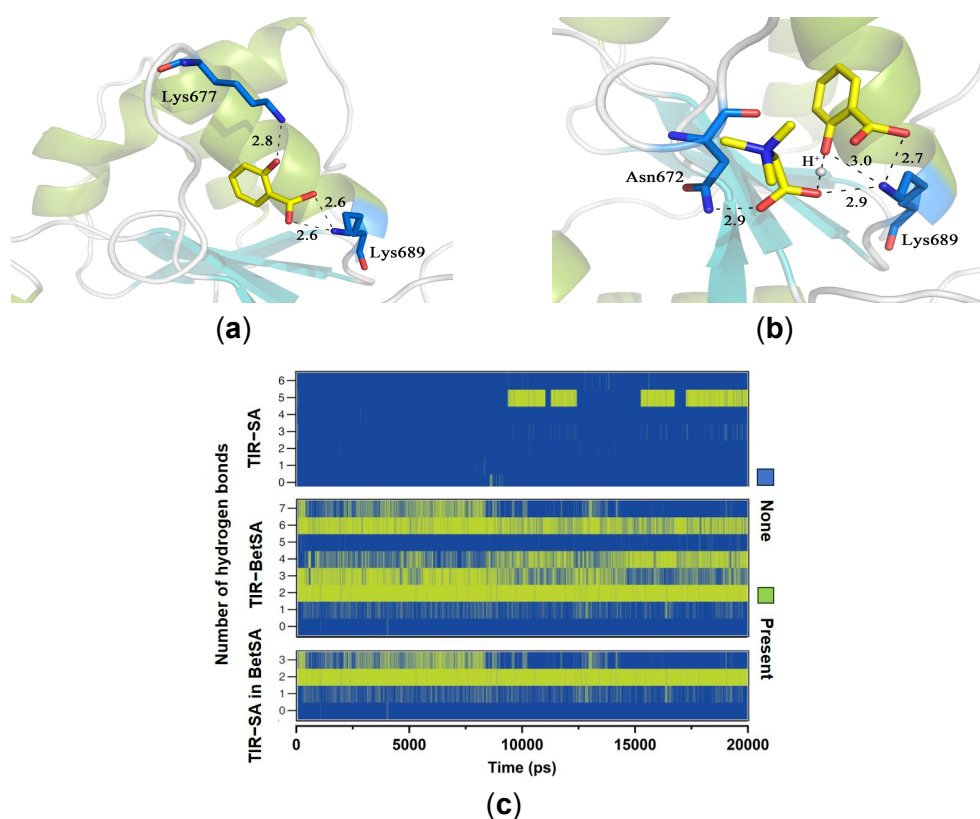 Lys677
2.8
2.6
2.6
Lys689
(a)
Asn672
H+
3.0
2.7
2.9
2.9
Lys689
(b)
Number of hydrogen bonds
TIR−SA
6
5
4
3
2
1
0
TIR−BetSA
7
6
5
4
3
2
1
0
TIR−SA in BetSA
3
2
1
0
None
Present
0 5000 10000 15000 20000
Time (ps)
(c)